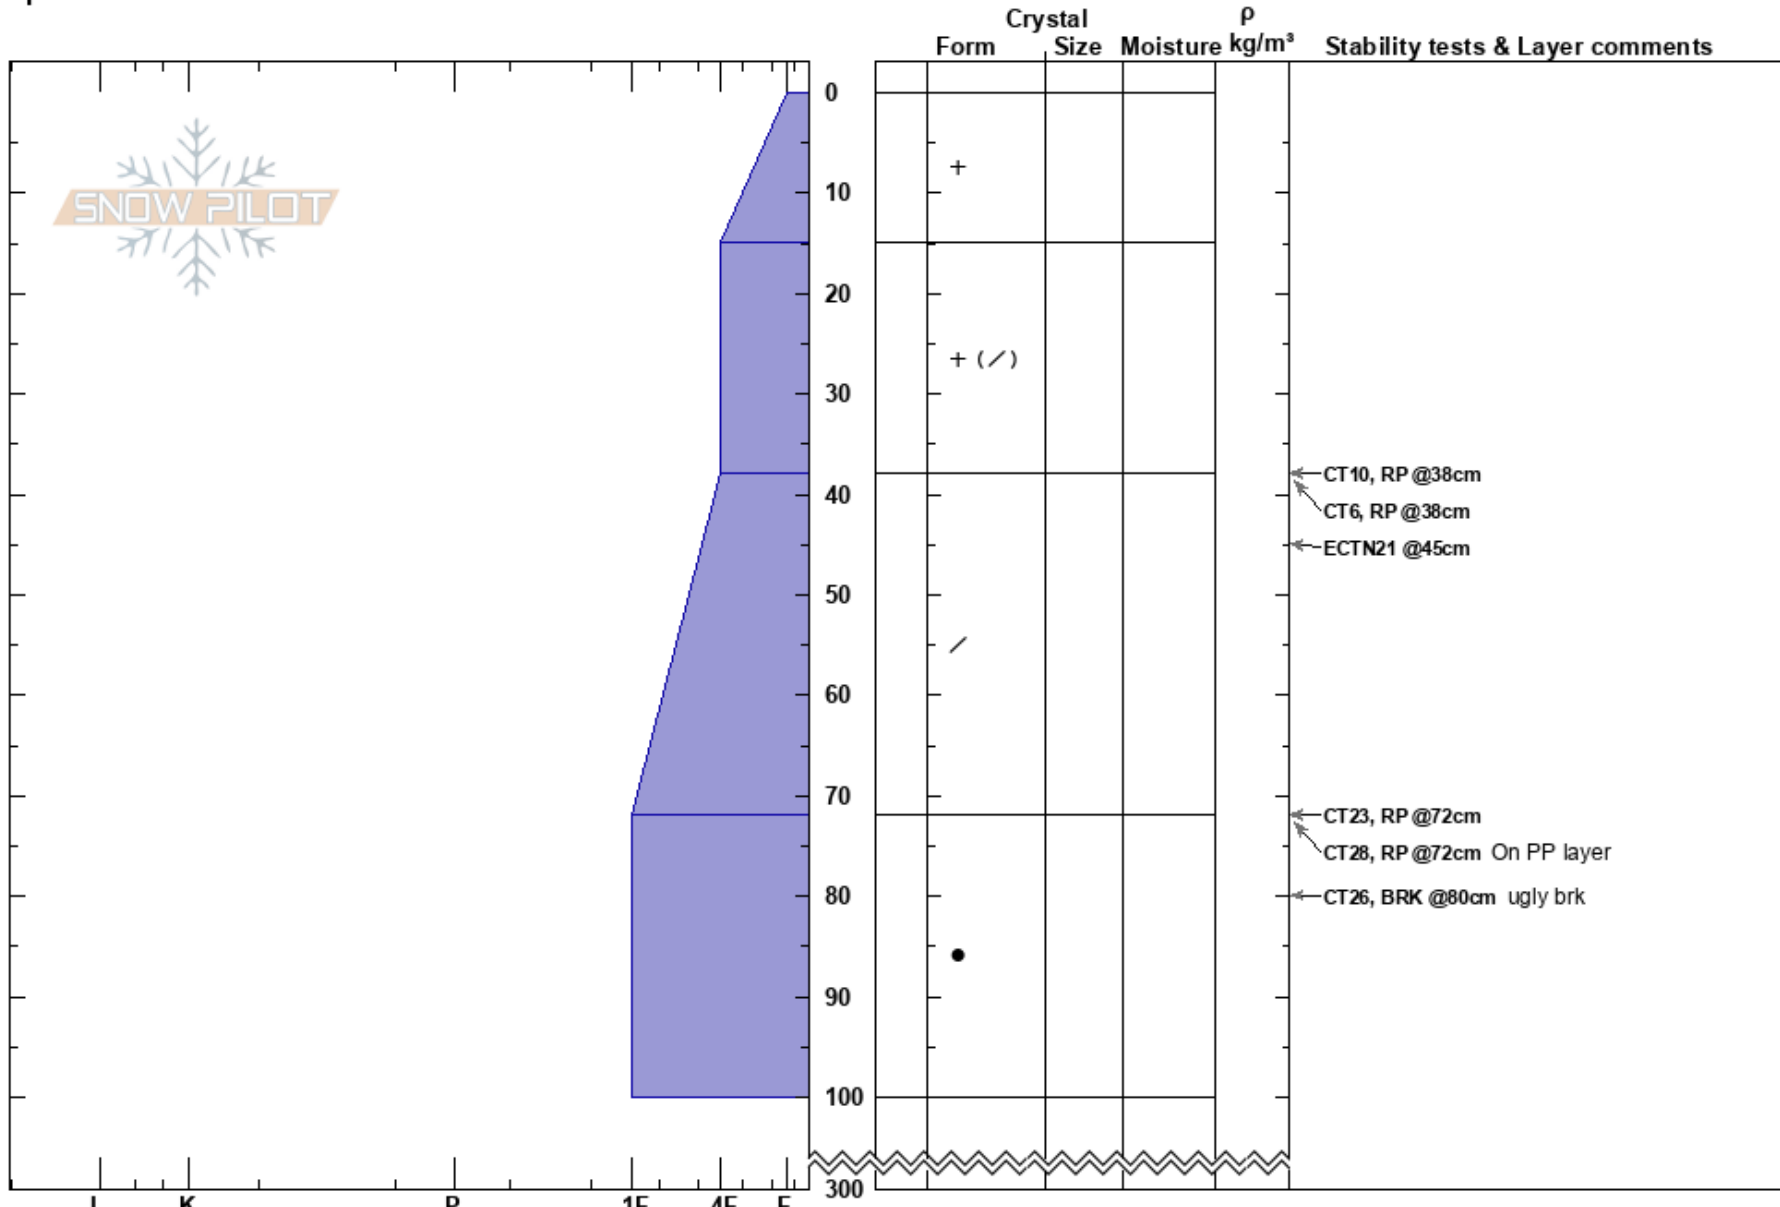 Crystal
ρ
Form Size Moisture kg/m³ Stability tests & Layer comments
0
SNOW PILOT
+
10
20
+ (/)
30
CT10, RP @38cm
40
CT6, RP @38cm
ECTN21 @45cm
50
/
60
70
CT23, RP @72cm
CT28, RP @72cm On PP layer
80
CT26, BRK @80cm ugly brk
●
90
100
300
I K P 1F 4F F